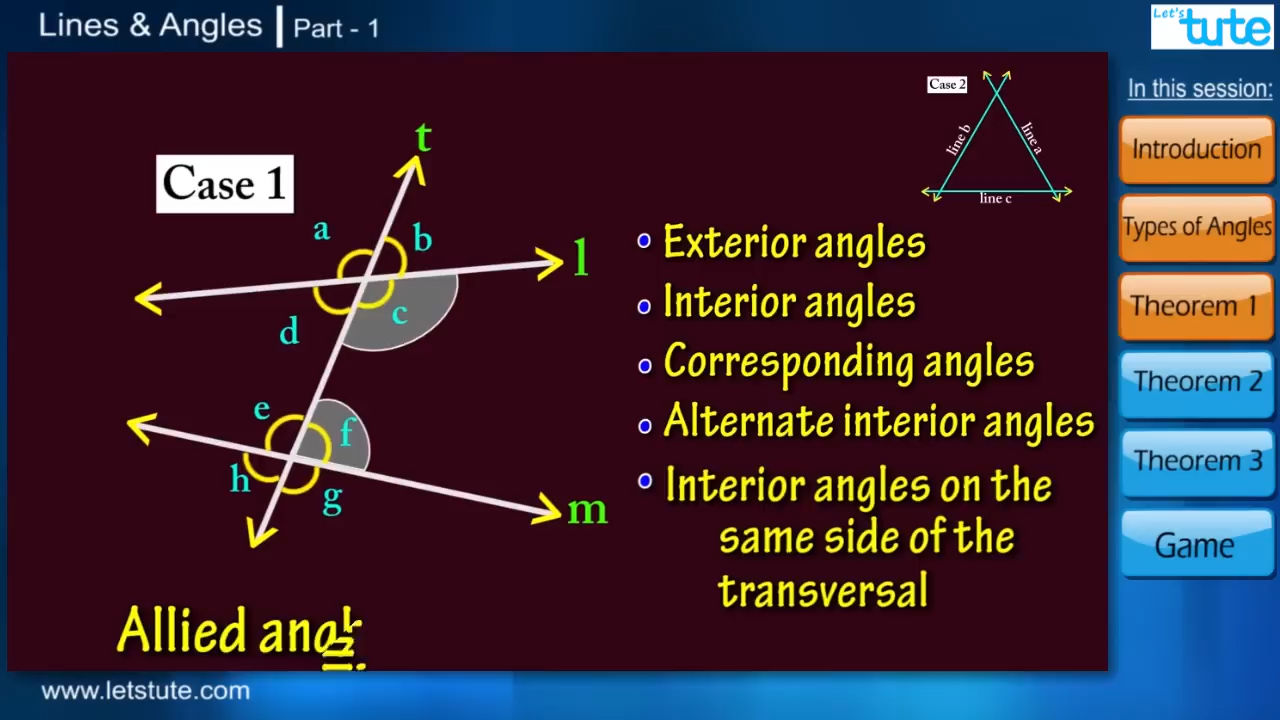 Lines & Angles | Part - 1
Let's
tute
In this session:
Introduction
Types of Angles
Theorem 1
Theorem 2
Theorem 3
Game
Case 1
t
a
b
l
d
c
e
f
h
g
m
Case 2
line b
line a
line c
Exterior angles
Interior angles
Corresponding angles
Alternate interior angles
Interior angles on the
same side of the
transversal
Allied
www.letstute.com